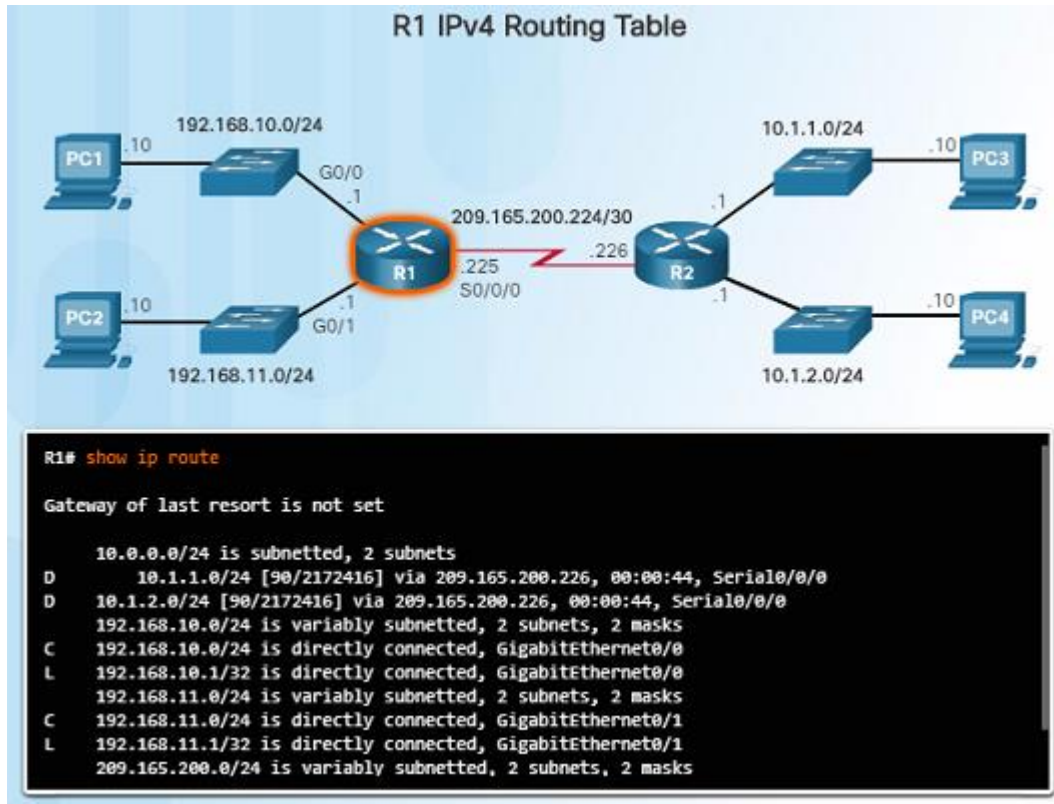 R1 IPv4 Routing Table
192.168.10.0/24
10.1.1.0/24
PC1
.10
.10
PC3
G0/0
.1
.1
209.165.200.224/30
.226
R1
.225
R2
S0/0/0
.1
.1
PC2
.10
G0/1
.10
PC4
192.168.11.0/24
10.1.2.0/24
R1# show ip route
Gateway of last resort is not set
10.0.0.0/24 is subnetted, 2 subnets
D 10.1.1.0/24 [90/2172416] via 209.165.200.226, 00:00:44, Serial0/0/0
D 10.1.2.0/24 [90/2172416] via 209.165.200.226, 00:00:44, Serial0/0/0
192.168.10.0/24 is variably subnetted, 2 subnets, 2 masks
C 192.168.10.0/24 is directly connected, GigabitEthernet0/0
L 192.168.10.1/32 is directly connected, GigabitEthernet0/0
192.168.11.0/24 is variably subnetted, 2 subnets, 2 masks
C 192.168.11.0/24 is directly connected, GigabitEthernet0/1
L 192.168.11.1/32 is directly connected, GigabitEthernet0/1
209.165.200.0/24 is variably subnetted, 2 subnets, 2 masks